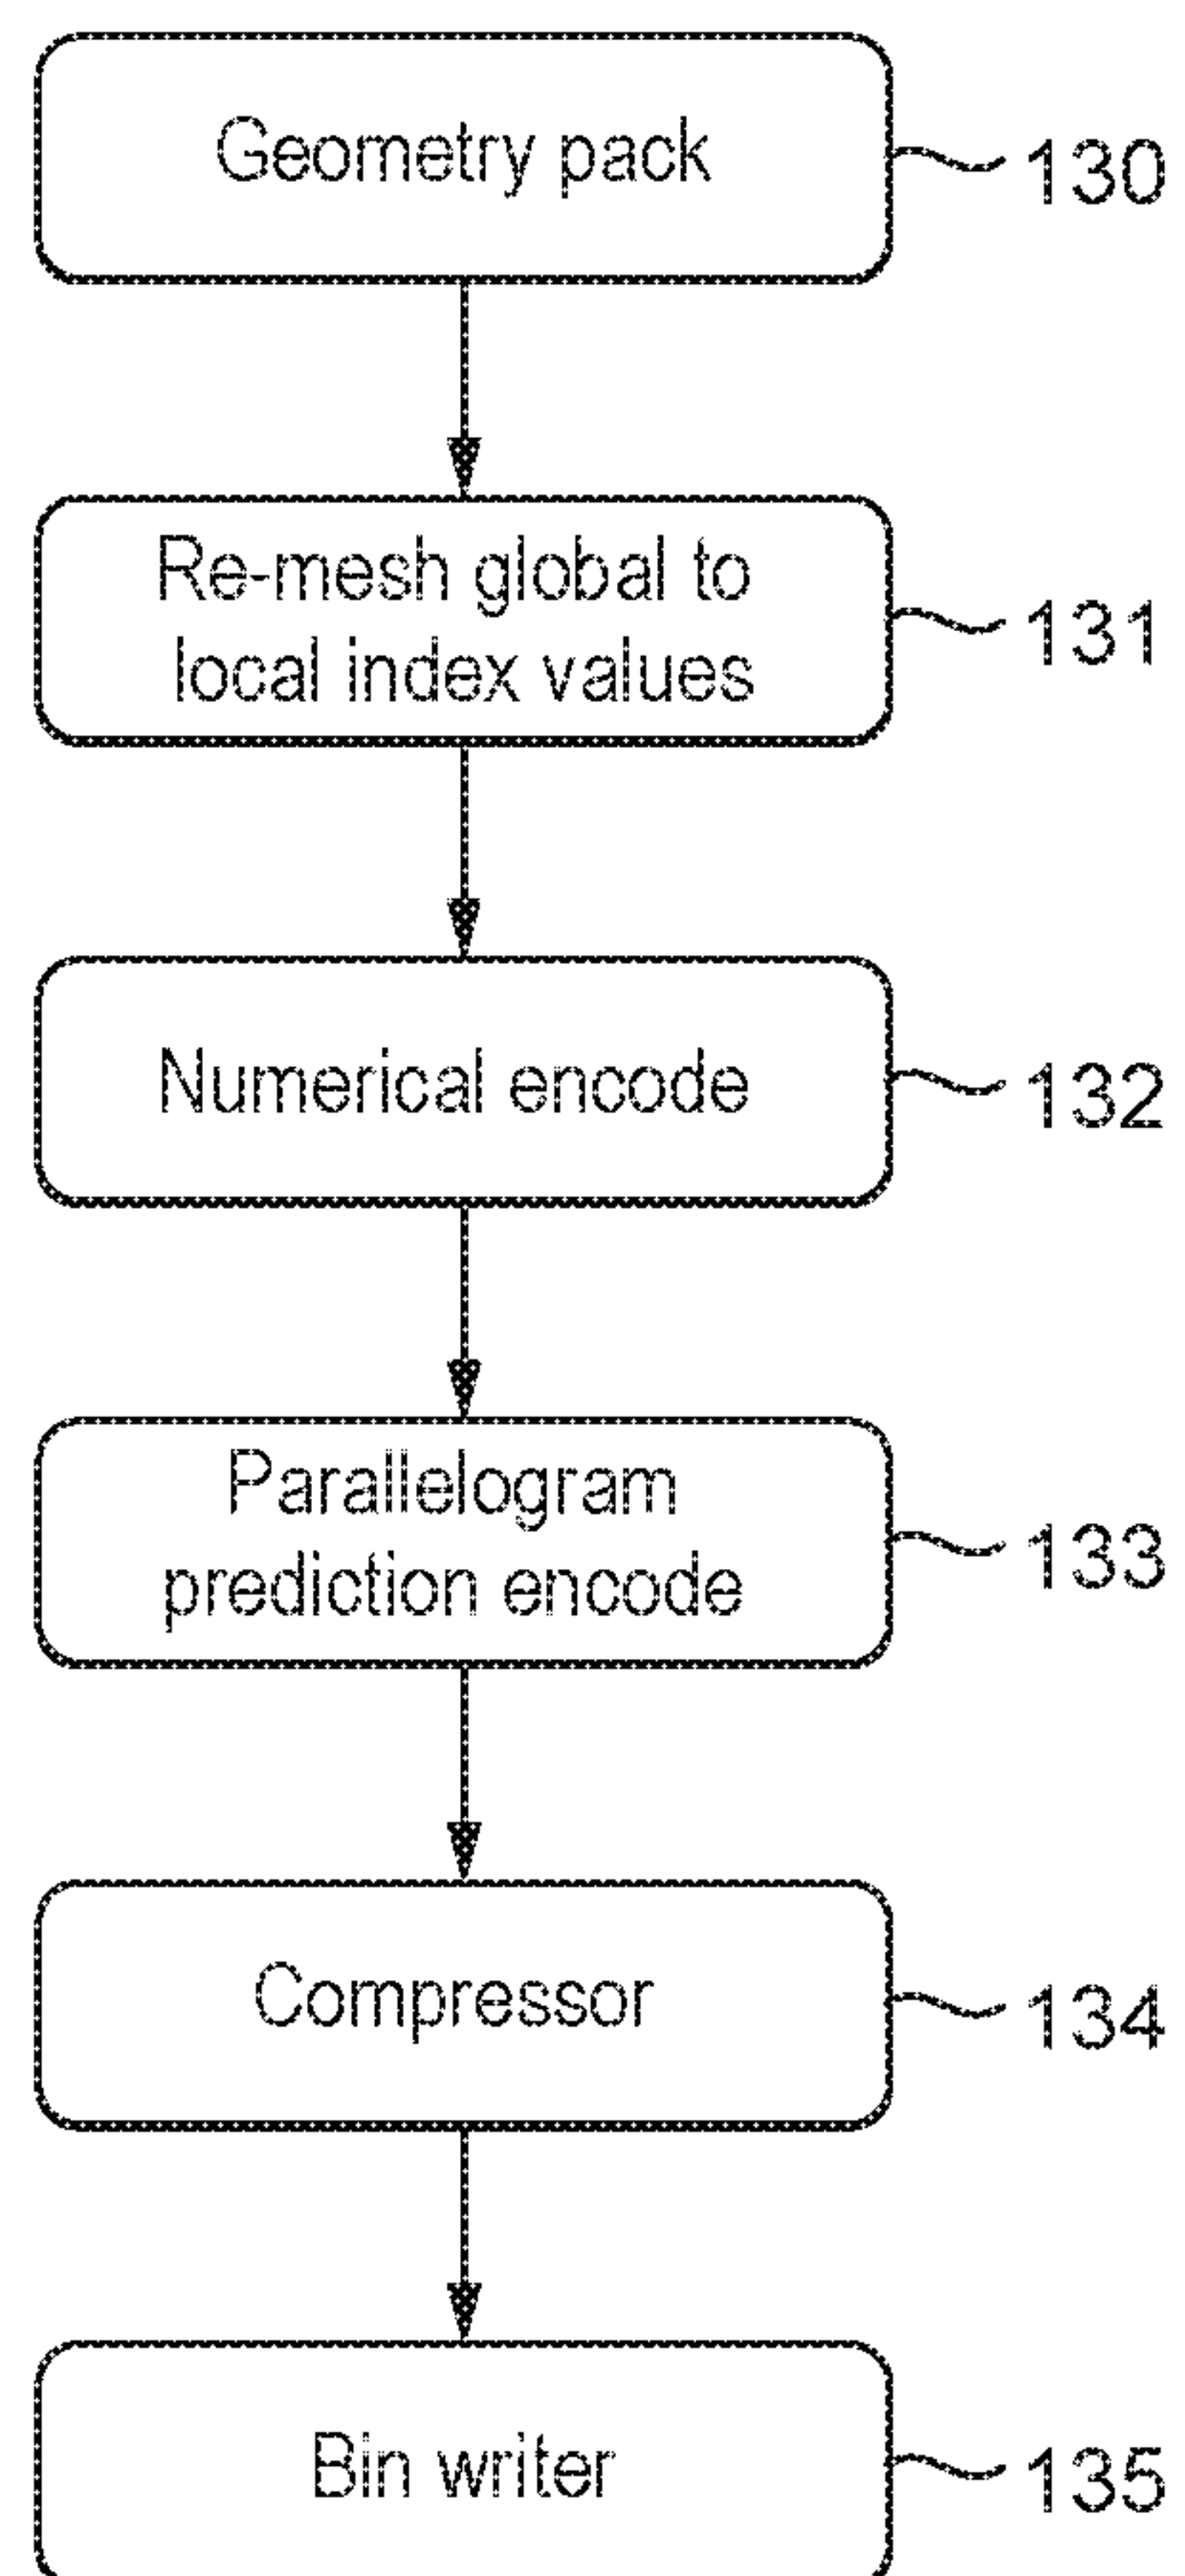 Geometry pack
130
Re-mesh global to
local index values
131
Numerical encode
132
Parallelogram
prediction encode
133
Compressor
134
Bin writer
135